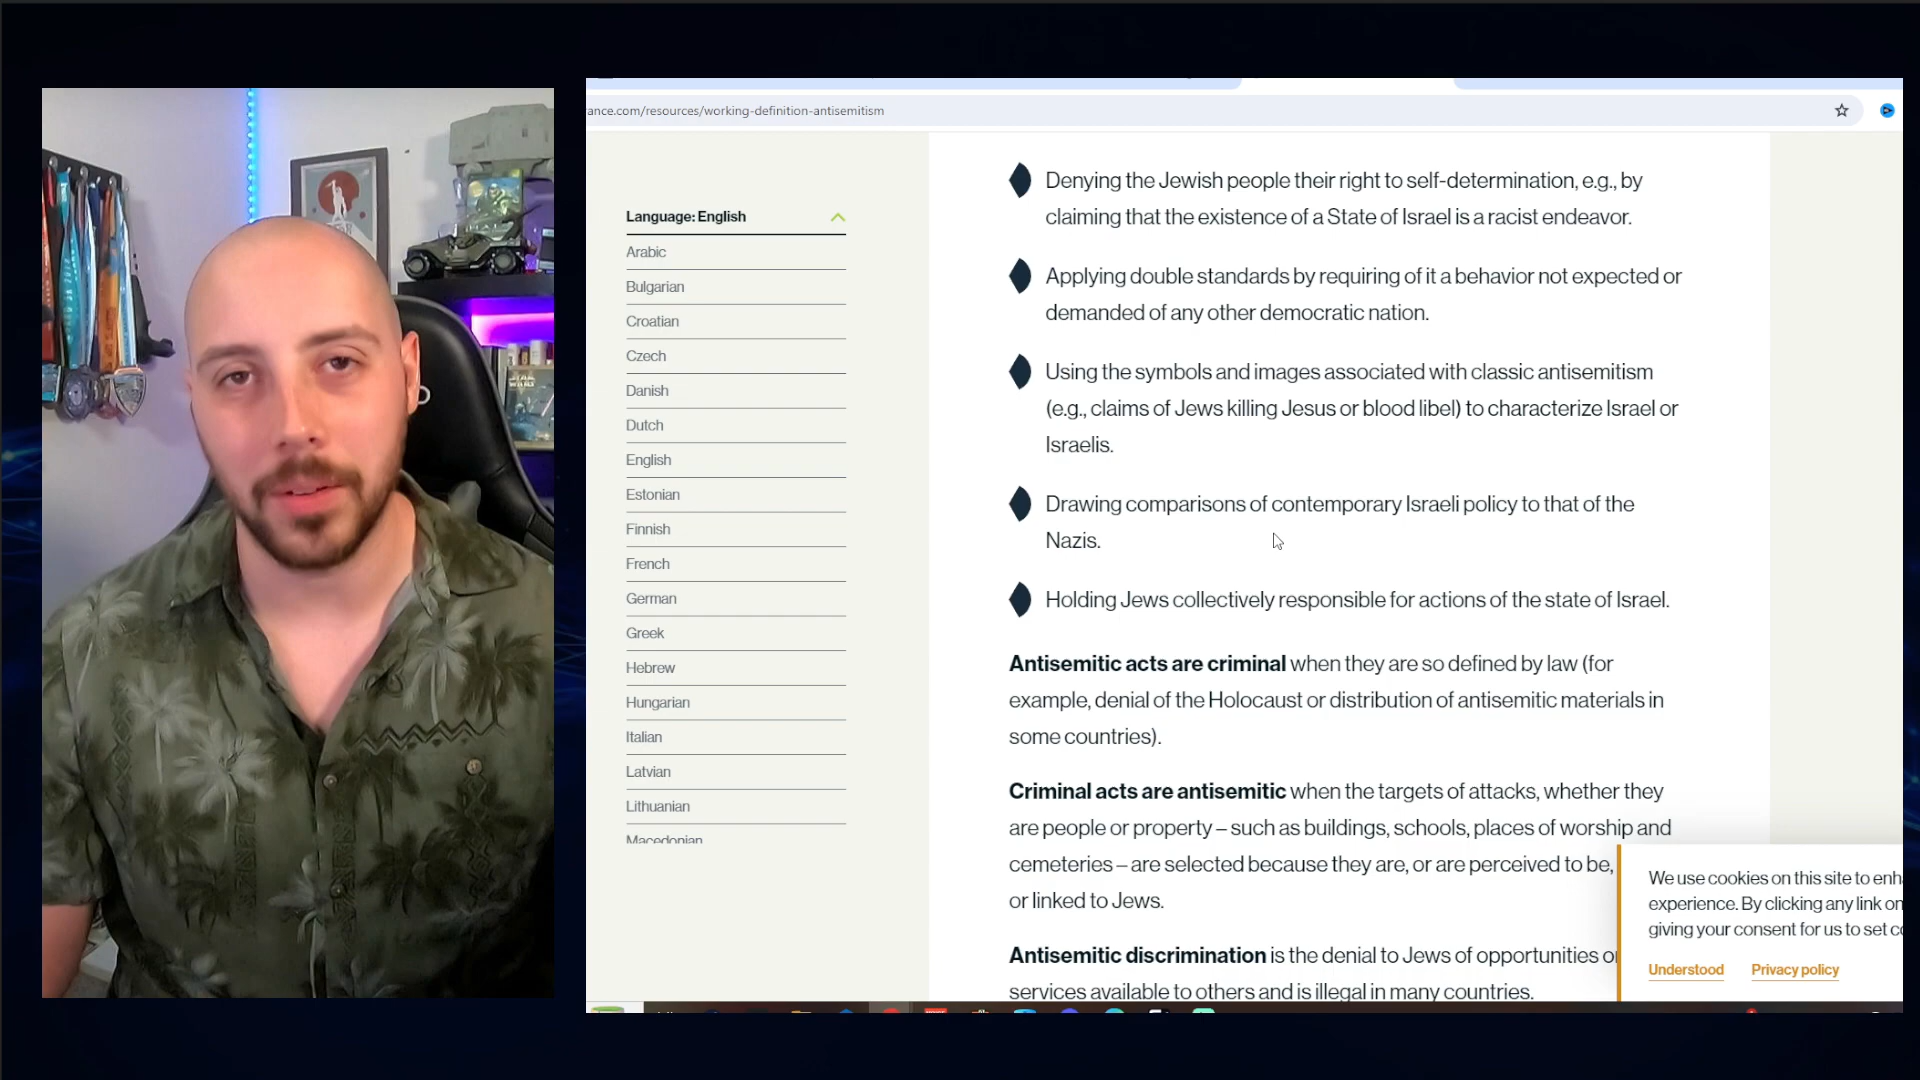 ance.com/resources/working-definition-antisemitism
Language: English
Arabic
Bulgarian
Croatian
Czech
Danish
Dutch
English
Estonian
Finnish
French
German
Greek
Hebrew
Hungarian
Italian
Latvian
Lithuanian
Macedonian
Denying the Jewish people their right to self-determination, e.g., by
claiming that the existence of a State of Israel is a racist endeavor.
Applying double standards by requiring of it a behavior not expected or
demanded of any other democratic nation.
Using the symbols and images associated with classic antisemitism
(e.g., claims of Jews killing Jesus or blood libel) to characterize Israel or
Israelis.
Drawing comparisons of contemporary Israeli policy to that of the
Nazis.
Holding Jews collectively responsible for actions of the state of Israel.
Antisemitic acts are criminal when they are so defined by law (for
example, denial of the Holocaust or distribution of antisemitic materials in
some countries).
Criminal acts are antisemitic when the targets of attacks, whether they
are people or property – such as buildings, schools, places of worship and
cemeteries – are selected because they are, or are perceived to be,
or linked to Jews.
Antisemitic discrimination is the denial to Jews of opportunities or
services available to others and is illegal in many countries.
We use cookies on this site to enh
experience. By clicking any link on
giving your consent for us to set co
Understood
Privacy policy
STAR
WARS